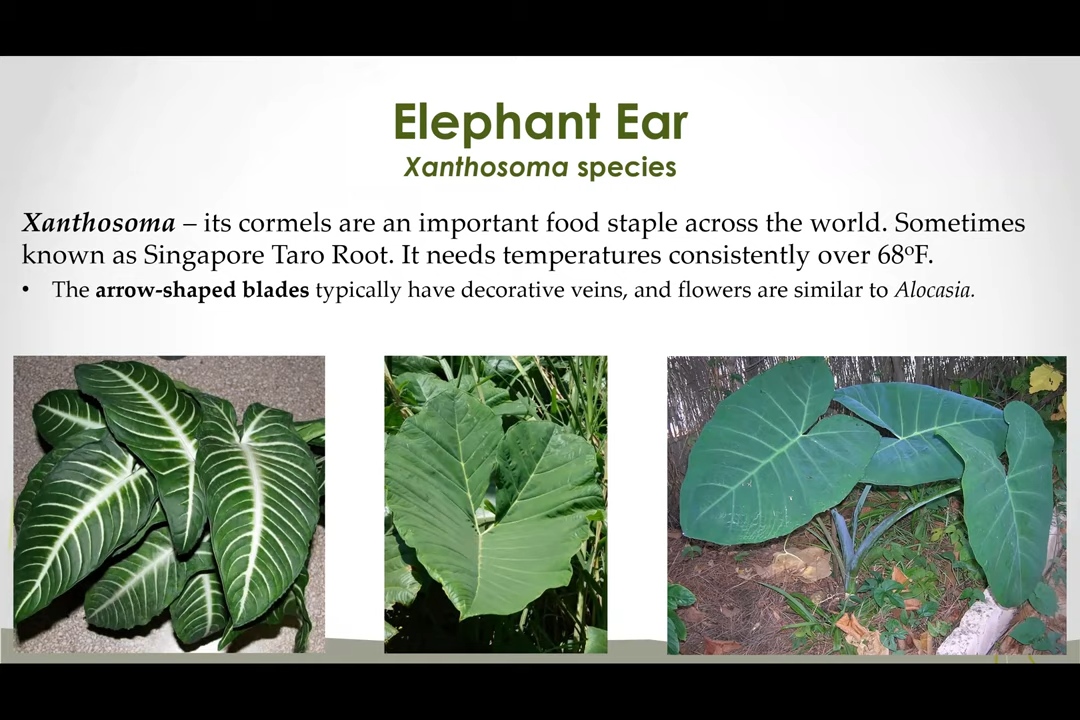 Elephant Ear
Xanthosoma species
Xanthosoma – its cormels are an important food staple across the world. Sometimes
known as Singapore Taro Root. It needs temperatures consistently over 68ºF.
• The arrow-shaped blades typically have decorative veins, and flowers are similar to Alocasia.